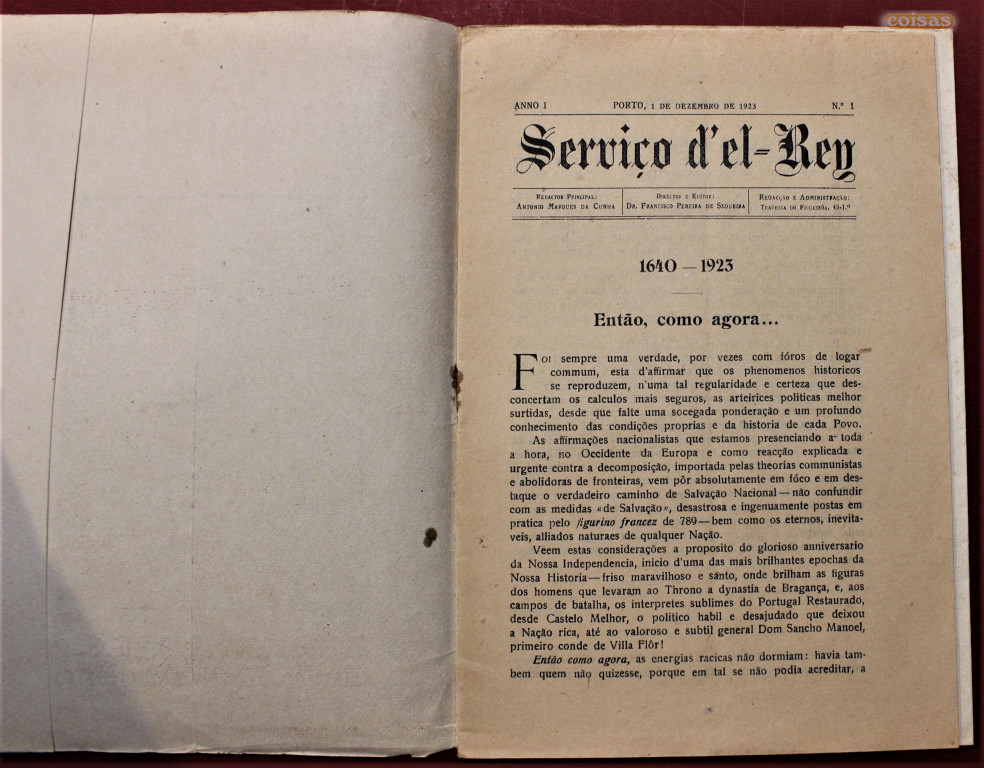 coisas
ANNO I PORTO, 1 DE DEZEMBRO DE 1923 N.º 1
Serviço d'el-Rey
REDACTOR PRINCIPAL: DIRECTOR E EDITOR: REDACÇÃO E ADMINISTRAÇÃO:
ANTONIO MARQUES DA CUNHA DR. FRANCISCO PEREIRA DE SEQUEIRA TRAVESSA DO FIGUEIRÔA, 43-1.º
1640 — 1923
Então, como agora...
FOI sempre uma verdade, por vezes com fóros de logar
commum, esta d'affirmar que os phenomenos historicos
se reproduzem, n'uma tal regularidade e certeza que des-
concertam os calculos mais seguros, as arteirices politicas melhor
surtidas, desde que falte uma socegada ponderação e um profundo
conhecimento das condições proprias e da historia de cada Povo.
As affirmações nacionalistas que estamos presenciando a toda
a hora, no Occidente da Europa e como reacção explicada e
urgente contra a decomposição, importada pelas theorias communistas
e abolidoras de fronteiras, vem pôr absolutamente em fóco e em des-
taque o verdadeiro caminho de Salvação Nacional — não confundir
com as medidas «de Salvação», desastrosa e ingenuamente postas em
pratica pelo figurino francez de 789 — bem como os eternos, inevita-
veis, alliados naturaes de qualquer Nação.
Vêem estas considerações a proposito do glorioso anniversario
da Nossa Independencia, inicio d'uma das mais brilhantes epochas da
Nossa Historia — friso maravilhoso e santo, onde brilham as figuras
dos homens que levaram ao Throno a dynastia de Bragança, e, aos
campos de batalha, os interpretes sublimes do Portugal Restaurado,
desde Castelo Melhor, o politico habil e desajudado que deixou
a Nação rica, até ao valoroso e subtil general Dom Sancho Manoel,
primeiro conde de Villa Flôr!
Então como agora, as energias racicas não dormiam: havia tam-
bem quem não quizesse, porque em tal se não podia acreditar, a